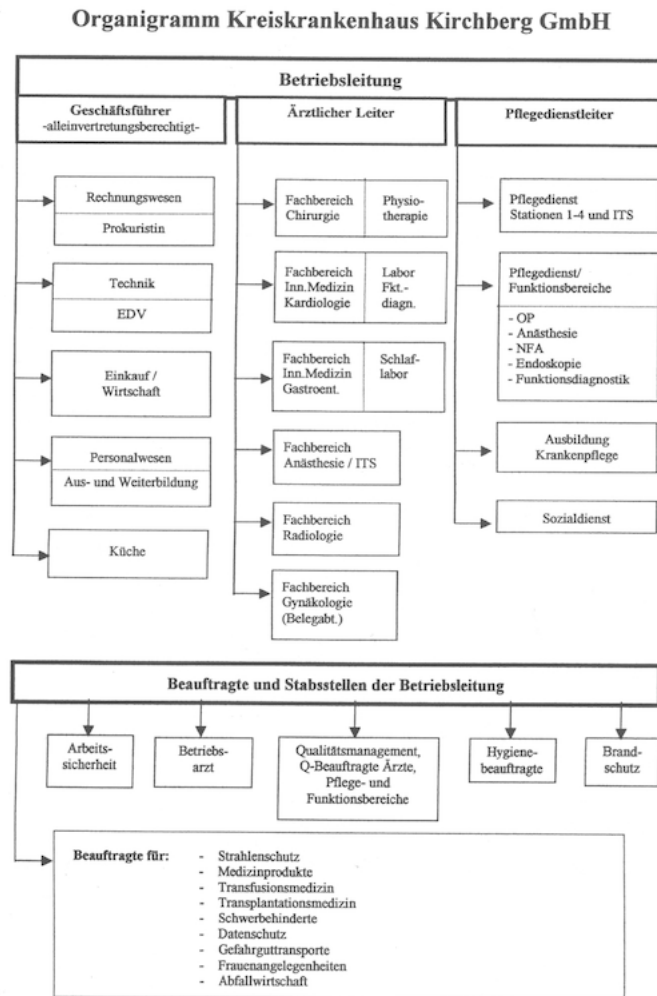 Organigramm Kreiskrankenhaus Kirchberg GmbH
Betriebsleitung
Geschäftsführer
-alleinvertretungsberechtigt-
Ärztlicher Leiter
Pflegedienstleiter
Rechnungswesen
Prokuristin
Technik
EDV
Einkauf /
Wirtschaft
Personalwesen
Aus- und Weiterbildung
Küche
Fachbereich
Chirurgie
Physio-
therapie
Fachbereich
Inn.Medizin
Kardiologie
Labor
Fkt.-
diagn.
Fachbereich
Inn.Medizin
Gastroent.
Schlaf-
labor
Fachbereich
Anästhesie / ITS
Fachbereich
Radiologie
Fachbereich
Gynäkologie
(Belegabt.)
Pflegedienst
Stationen 1-4 und ITS
Pflegedienst/
Funktionsbereiche
- OP
- Anästhesie
- NFA
- Endoskopie
- Funktionsdiagnostik
Ausbildung
Krankenpflege
Sozialdienst
Beauftragte und Stabsstellen der Betriebsleitung
Arbeits-
sicherheit
Betriebs-
arzt
Qualitätsmanagement,
Q-Beauftragte Ärzte,
Pflege- und
Funktionsbereiche
Hygiene-
beauftragte
Brand-
schutz
Beauftragte für: - Strahlenschutz
- Medizinprodukte
- Transfusionsmedizin
- Transplantationsmedizin
- Schwerbehinderte
- Datenschutz
- Gefahrguttransporte
- Frauenangelegenheiten
- Abfallwirtschaft